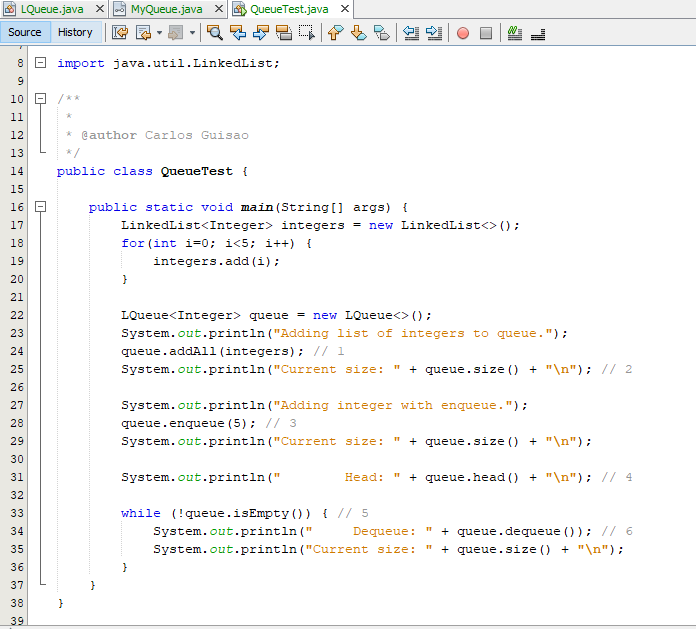 LQueue.java MyQueue.java QueueTest.java
Source History
8 import java.util.LinkedList;
9
10 /**
11 *
12 * @author Carlos Guisao
13 */
14 public class QueueTest {
15
16 public static void main(String[] args) {
17 LinkedList<Integer> integers = new LinkedList<>();
18 for(int i=0; i<5; i++) {
19 integers.add(i);
20 }
21
22 LQueue<Integer> queue = new LQueue<>();
23 System.out.println("Adding list of integers to queue.");
24 queue.addAll(integers); // 1
25 System.out.println("Current size: " + queue.size() + "\n"); // 2
26
27 System.out.println("Adding integer with enqueue.");
28 queue.enqueue(5); // 3
29 System.out.println("Current size: " + queue.size() + "\n");
30
31 System.out.println("        Head: " + queue.head() + "\n"); // 4
32
33 while (!queue.isEmpty()) { // 5
34 System.out.println("     Dequeue: " + queue.dequeue()); // 6
35 System.out.println("Current size: " + queue.size() + "\n");
36 }
37 }
38 }
39